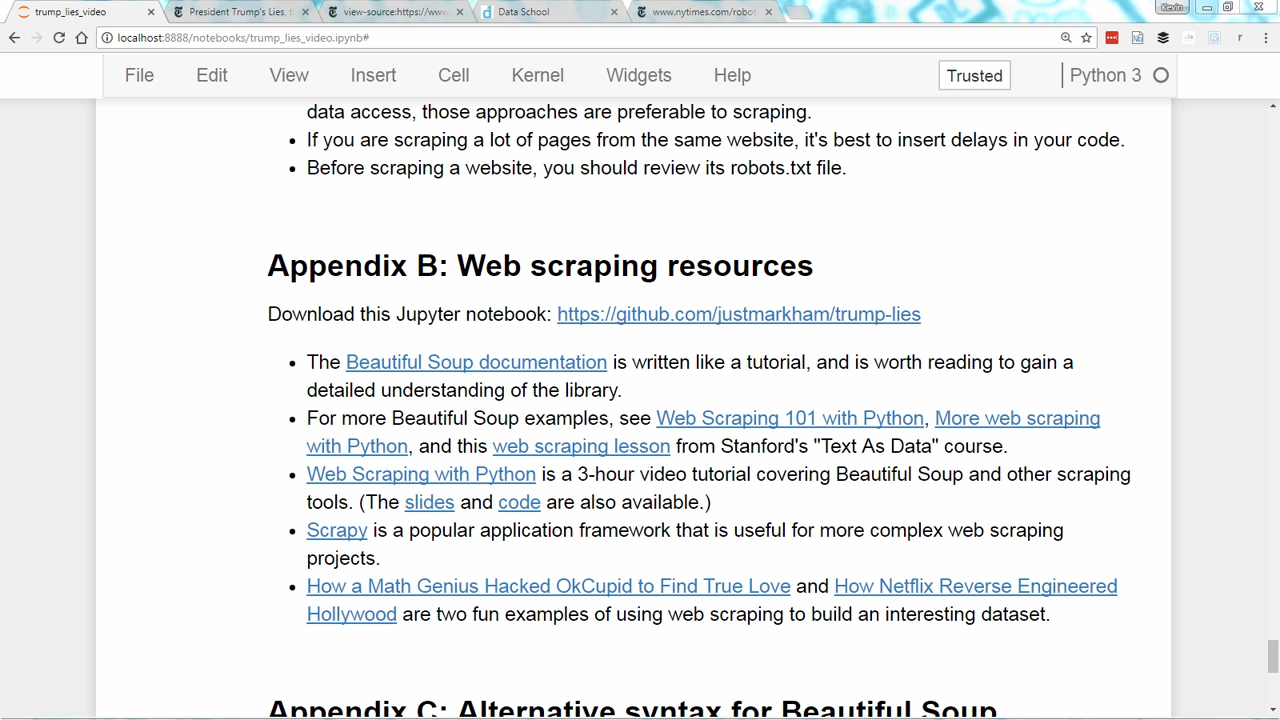 trump_lies_video
President Trump's Lies, t
view-source:https://www
Data School
www.nytimes.com/robot
Kevin
localhost:8888/notebooks/trump_lies_video.ipynb#
File Edit View Insert Cell Kernel Widgets Help Trusted Python 3
data access, those approaches are preferable to scraping.
• If you are scraping a lot of pages from the same website, it's best to insert delays in your code.
• Before scraping a website, you should review its robots.txt file.
Appendix B: Web scraping resources
Download this Jupyter notebook: https://github.com/justmarkham/trump-lies
• The Beautiful Soup documentation is written like a tutorial, and is worth reading to gain a
detailed understanding of the library.
• For more Beautiful Soup examples, see Web Scraping 101 with Python, More web scraping
with Python, and this web scraping lesson from Stanford's "Text As Data" course.
• Web Scraping with Python is a 3-hour video tutorial covering Beautiful Soup and other scraping
tools. (The slides and code are also available.)
• Scrapy is a popular application framework that is useful for more complex web scraping
projects.
• How a Math Genius Hacked OkCupid to Find True Love and How Netflix Reverse Engineered
Hollywood are two fun examples of using web scraping to build an interesting dataset.
Appendix C: Alternative syntax for Beautiful Soup